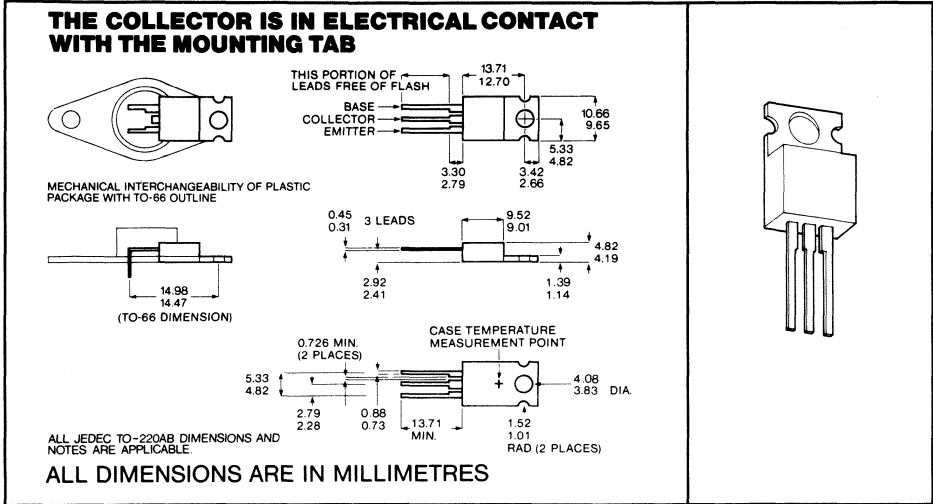 THE COLLECTOR IS IN ELECTRICAL CONTACT
WITH THE MOUNTING TAB
THIS PORTION OF
LEADS FREE OF FLASH
13.71
12.70
BASE
COLLECTOR
EMITTER
10.66
9.65
5.33
4.82
3.30
2.79
3.42
2.66
MECHANICAL INTERCHANGEABILITY OF PLASTIC
PACKAGE WITH TO-66 OUTLINE
0.45
0.31
3 LEADS
9.52
9.01
4.82
4.19
2.92
2.41
1.39
1.14
14.98
14.47
(TO-66 DIMENSION)
CASE TEMPERATURE
MEASUREMENT POINT
0.726 MIN.
(2 PLACES)
5.33
4.82
4.08
3.83 DIA.
2.79
2.28
0.88
0.73
13.71
MIN.
1.52
1.01
RAD (2 PLACES)
ALL JEDEC TO-220AB DIMENSIONS AND
NOTES ARE APPLICABLE.
ALL DIMENSIONS ARE IN MILLIMETRES